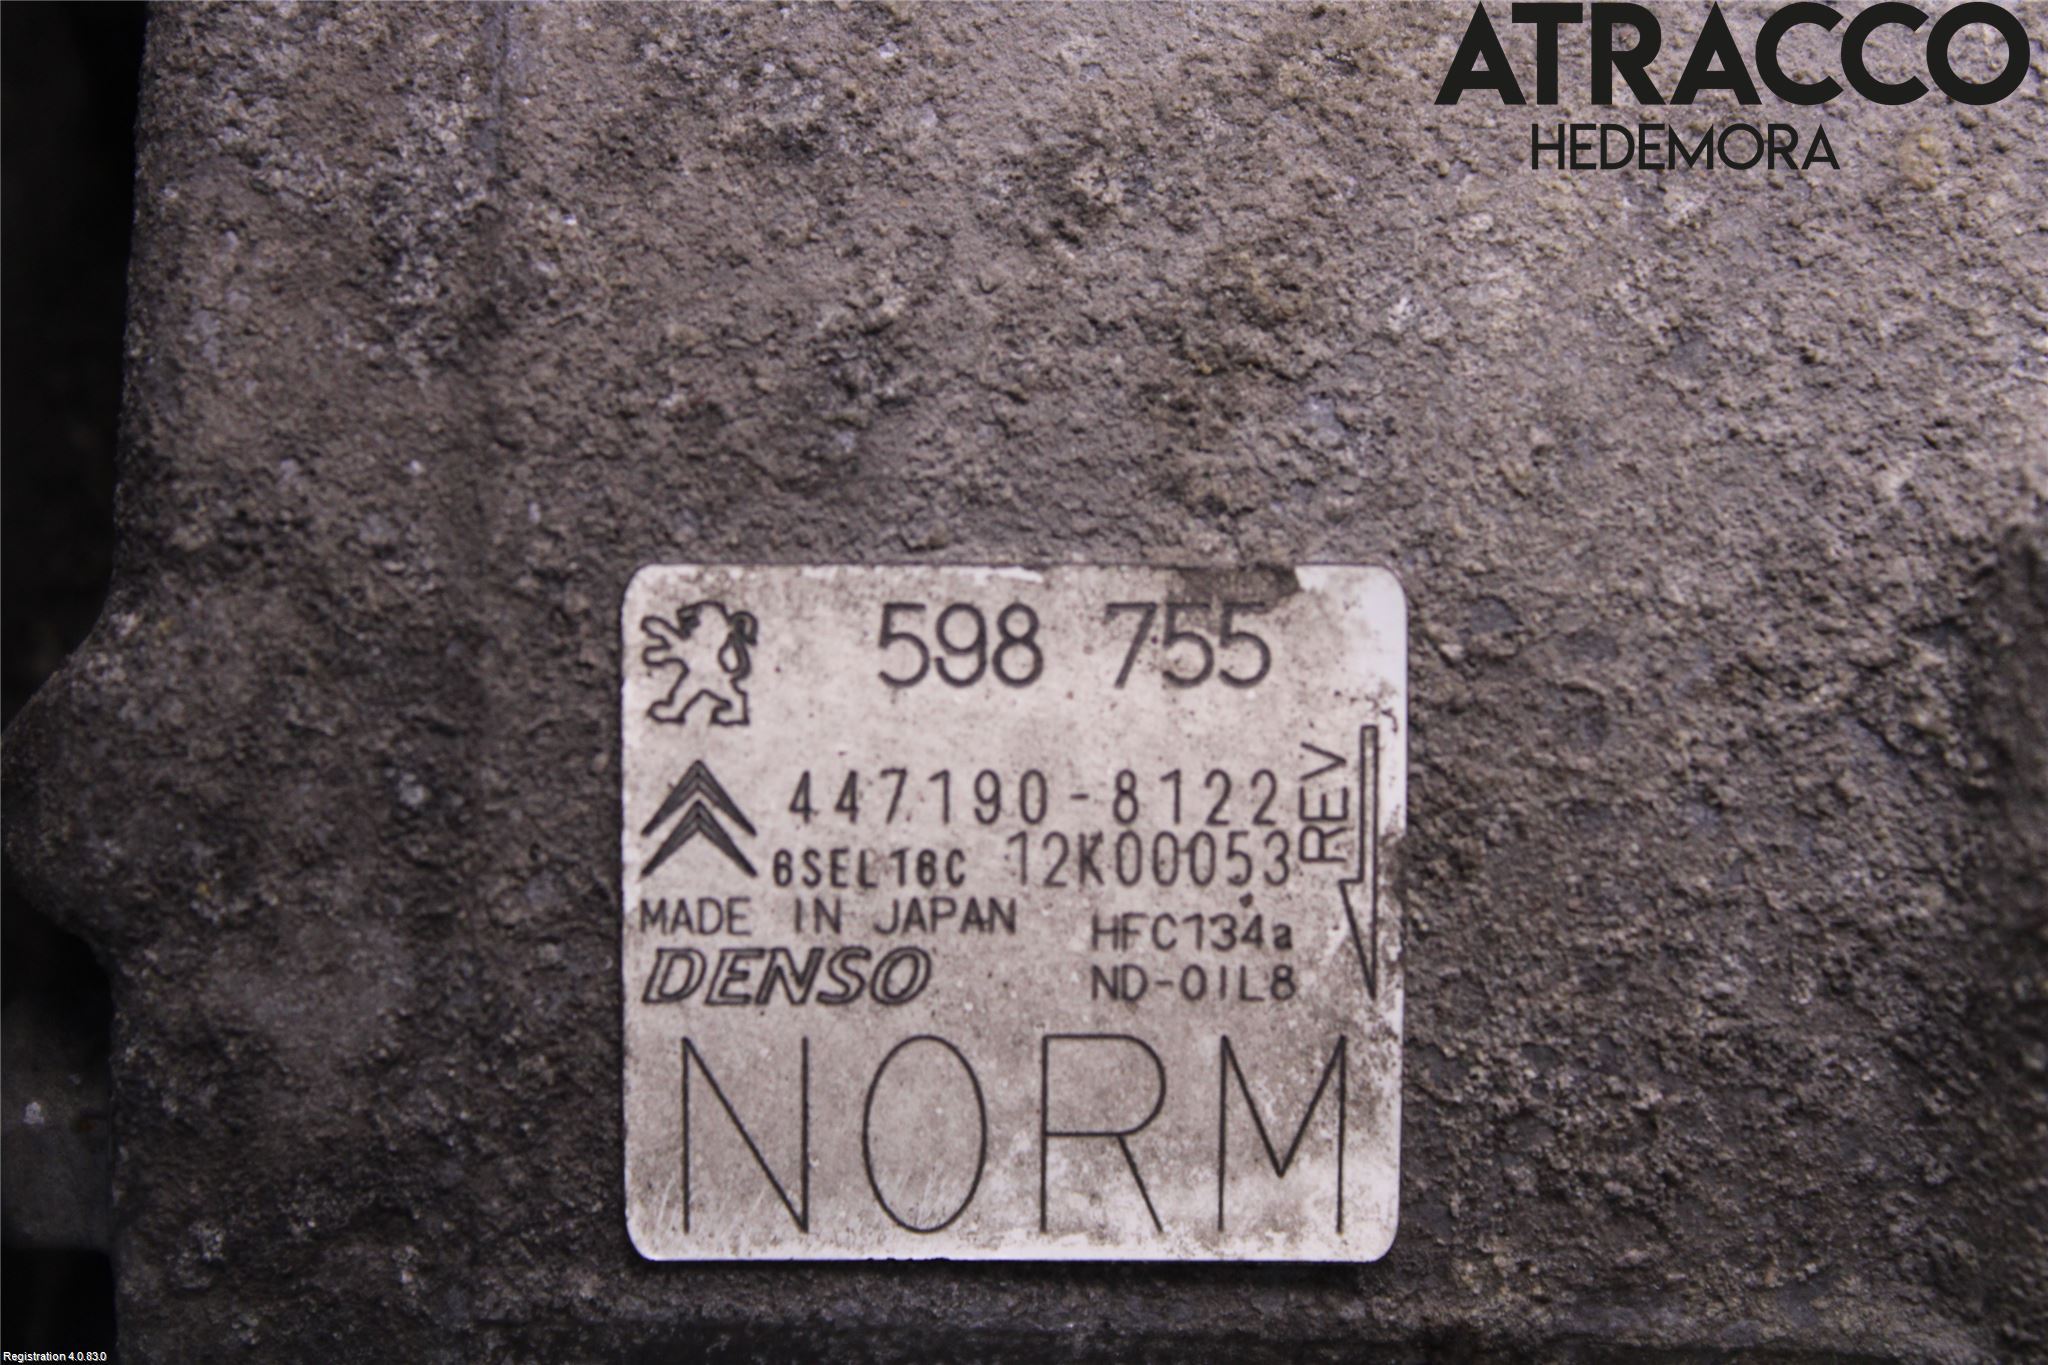 ATRACCO
HEDEMORA
598 755
447190-8122
6SEL16C 12K00053
REV
MADE IN JAPAN
HFC134a
DENSO
ND-OIL8
NORM
Registration 4.0.83.0